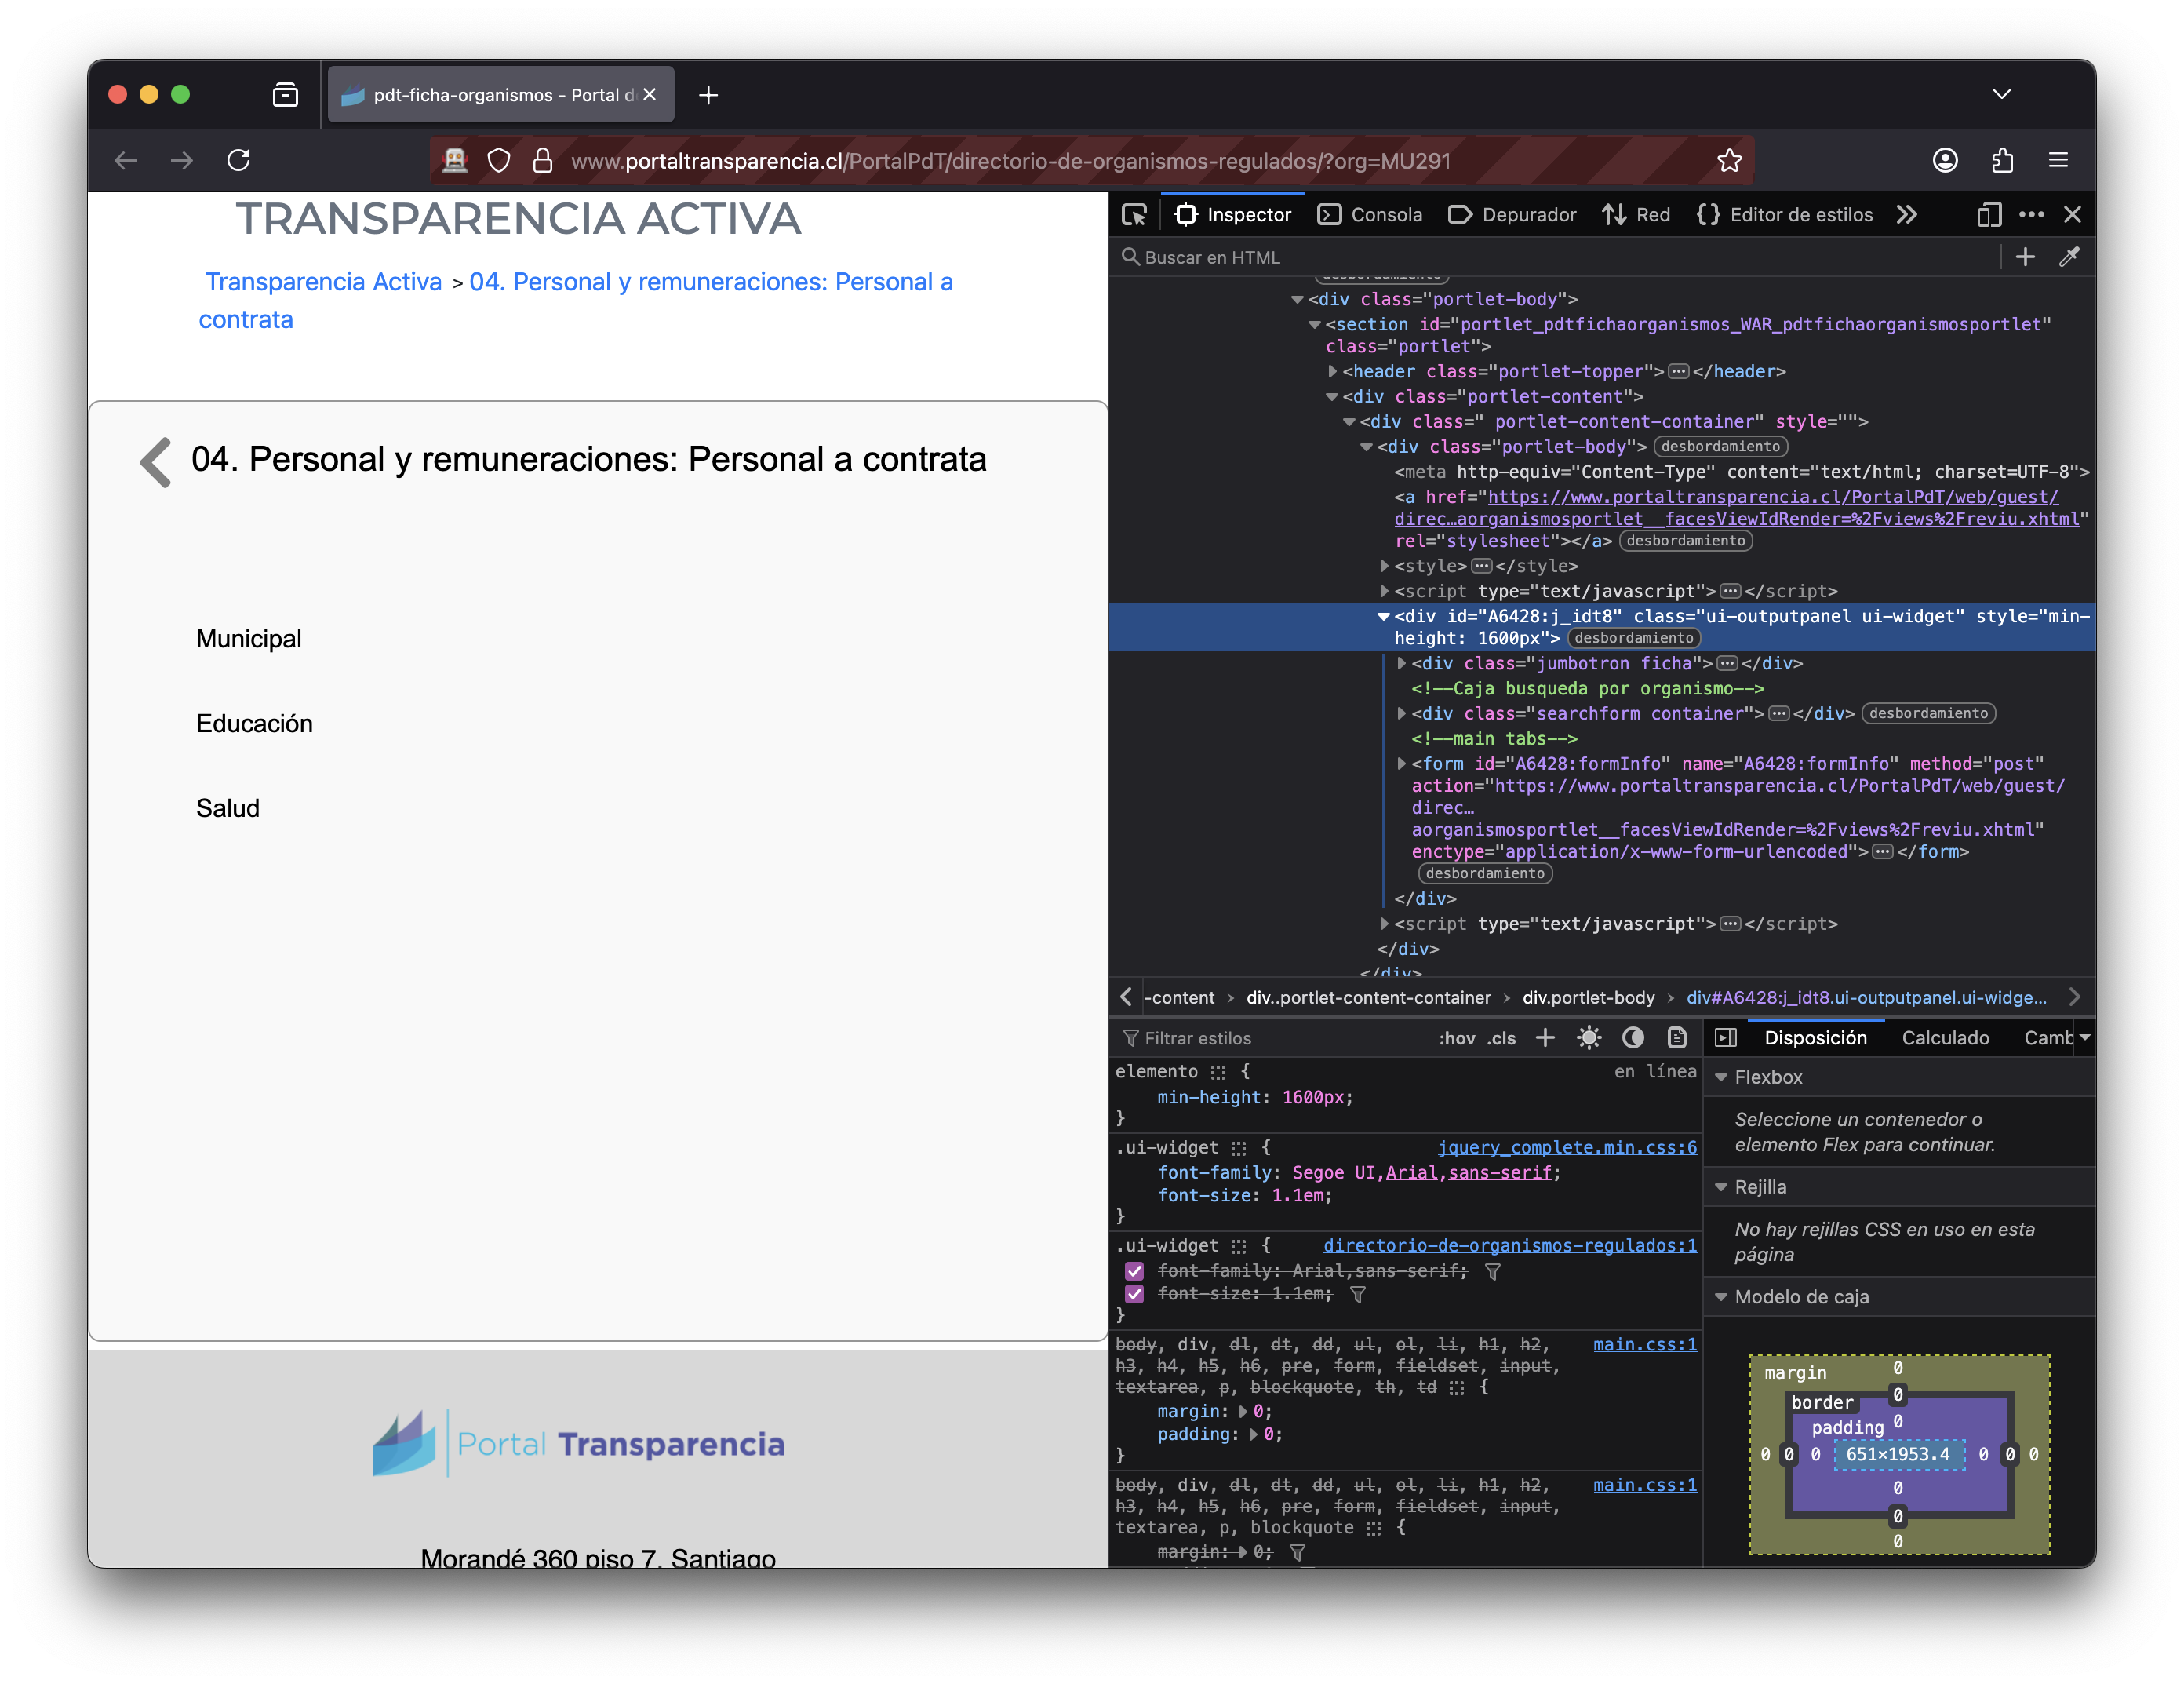 pdt-ficha-organismos - Portal d
www.portaltransparencia.cl/PortalPdT/directorio-de-organismos-regulados/?org=MU291
TRANSPARENCIA ACTIVA
Transparencia Activa > 04. Personal y remuneraciones: Personal a
contrata
04. Personal y remuneraciones: Personal a contrata
Municipal
Educación
Salud
Portal Transparencia
Morandé 360 piso 7. Santiago
Inspector Consola Depurador Red Editor de estilos
Buscar en HTML
desbordamiento
<div class="portlet-body">
<section id="portlet_pdtfichaorganismos_WAR_pdtfichaorganismosportlet"
class="portlet">
<header class="portlet-topper"> ··· </header>
<div class="portlet-content">
<div class=" portlet-content-container" style="">
<div class="portlet-body"> desbordamiento
<meta http-equiv="Content-Type" content="text/html; charset=UTF-8">
<a href="https://www.portaltransparencia.cl/PortalPdT/web/guest/
direc…aorganismosportlet__facesViewIdRender=%2Fviews%2Freviu.xhtml"
rel="stylesheet"></a> desbordamiento
<style> ··· </style>
<script type="text/javascript"> ··· </script>
<div id="A6428:j_idt8" class="ui-outputpanel ui-widget" style="min-
height: 1600px"> desbordamiento
<div class="jumbotron ficha"> ··· </div>
<!--Caja busqueda por organismo-->
<div class="searchform container"> ··· </div> desbordamiento
<!--main tabs-->
<form id="A6428:formInfo" name="A6428:formInfo" method="post"
action="https://www.portaltransparencia.cl/PortalPdT/web/guest/
direc…
aorganismosportlet__facesViewIdRender=%2Fviews%2Freviu.xhtml"
enctype="application/x-www-form-urlencoded"> ··· </form>
desbordamiento
</div>
<script type="text/javascript"> ··· </script>
</div>
</div>
-content › div..portlet-content-container › div.portlet-body › div#A6428:j_idt8.ui-outputpanel.ui-widge…
Filtrar estilos :hov .cls
elemento { en línea
min-height: 1600px;
}
.ui-widget { jquery_complete.min.css:6
font-family: Segoe UI,Arial,sans-serif;
font-size: 1.1em;
}
.ui-widget { directorio-de-organismos-regulados:1
font-family: Arial,sans-serif;
font-size: 1.1em;
}
body, div, dl, dt, dd, ul, ol, li, h1, h2, main.css:1
h3, h4, h5, h6, pre, form, fieldset, input,
textarea, p, blockquote, th, td {
margin: 0;
padding: 0;
}
body, div, dl, dt, dd, ul, ol, li, h1, h2, main.css:1
h3, h4, h5, h6, pre, form, fieldset, input,
textarea, p, blockquote {
margin: 0;
Disposición Calculado Camb
Flexbox
Seleccione un contenedor o
elemento Flex para continuar.
Rejilla
No hay rejillas CSS en uso en esta
página
Modelo de caja
margin 0
border 0
padding 0
0 0 0 651×1953.4 0 0 0
0
0
0